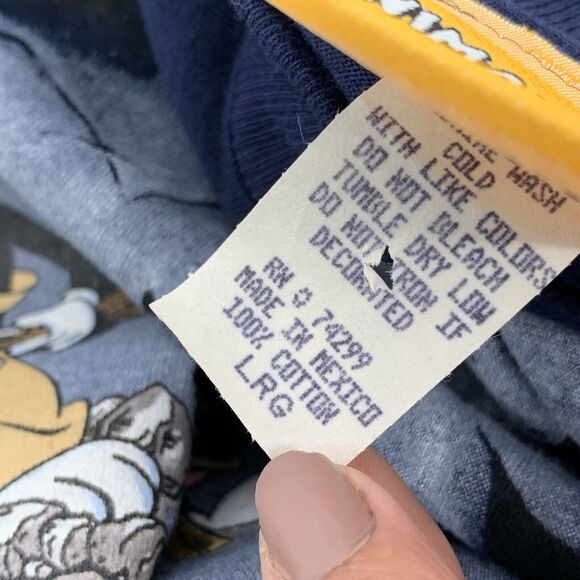 WASH
COLD
WITH LIKE COLORS
DO NOT BLEACH
TUMBLE DRY LOW
DO NOT IRON IF
DECORATED
RN 74299
MADE IN MEXICO
100% COTTON
LRG